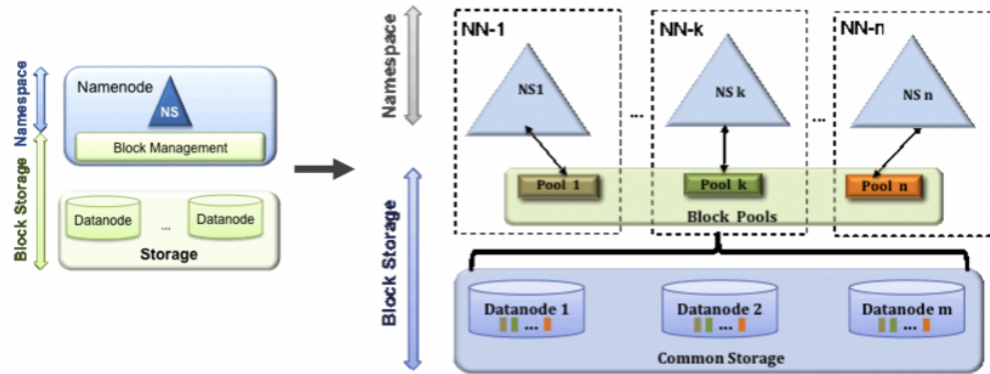 Namespace
Block Storage
Namenode
NS
Block Management
Datanode
...
Datanode
Storage
Namespace
Block Storage
NN-1
NN-k
NN-n
NS1
...
NS k
...
NS n
Pool 1
Pool k
Pool n
Block Pools
Datanode 1
Datanode 2
Datanode m
...
...
...
Common Storage